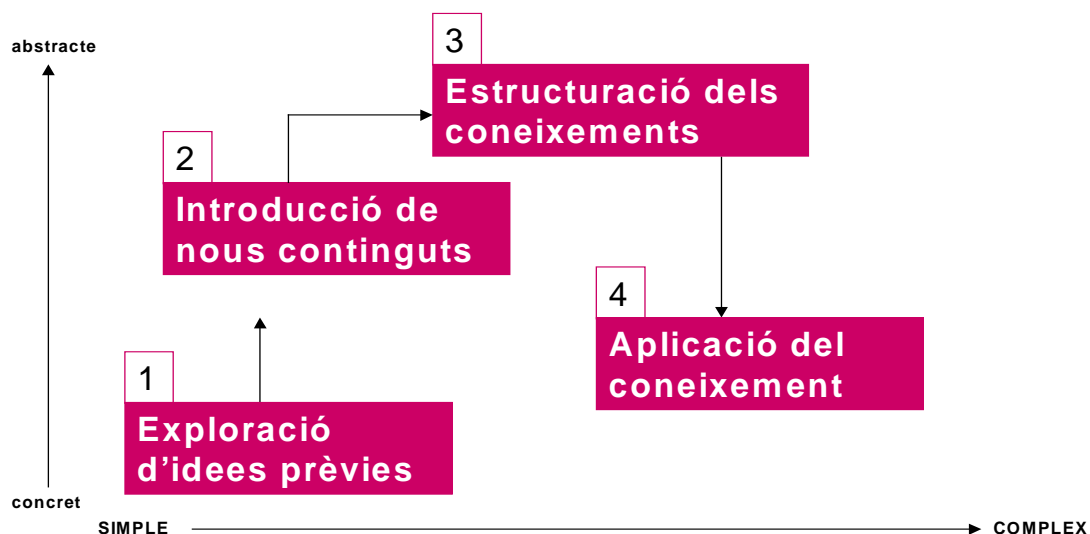 abstracte
3
Estructuració dels
coneixements
2
Introducció de
nous continguts
4
Aplicació del
coneixement
1
Exploració
d’idees prèvies
concret
SIMPLE
COMPLEX